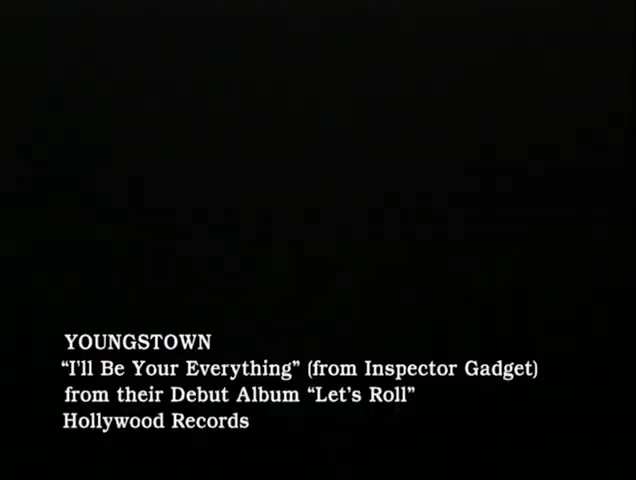 YOUNGSTOWN
“I'll Be Your Everything” (from Inspector Gadget)
from their Debut Album “Let's Roll”
Hollywood Records